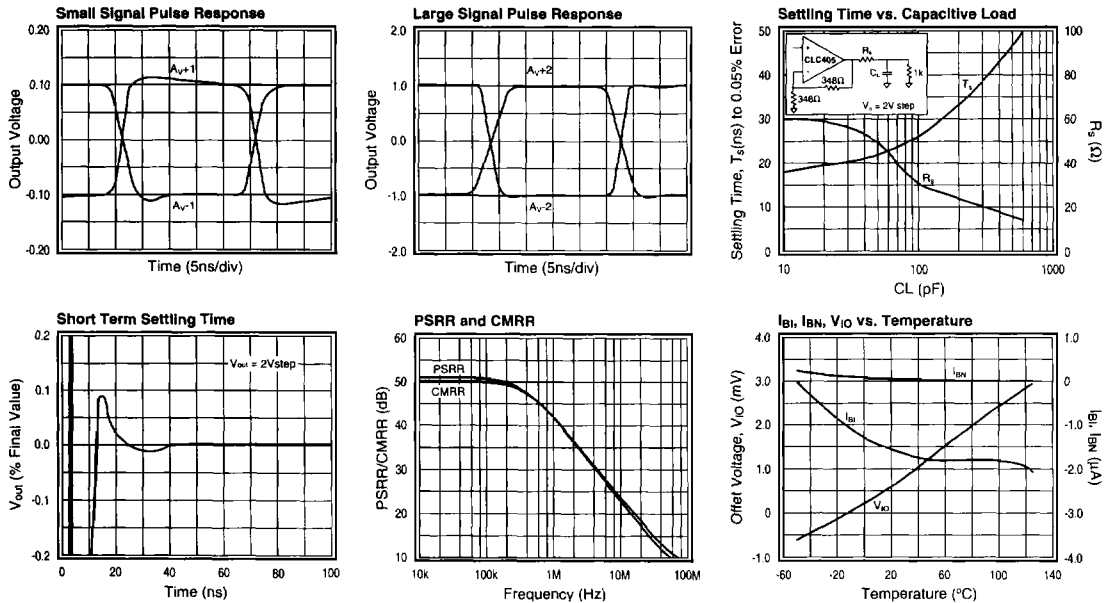 Small Signal Pulse Response
Output Voltage
0.20
0.10
0.00
-0.10
-0.20
Av+1
Av-1
Time (5ns/div)
Large Signal Pulse Response
Output Voltage
2.0
1.0
0.0
-1.0
-2.0
Av+2
Av-2
Time (5ns/div)
Settling Time vs. Capacitive Load
Settling Time, Ts(ns) to 0.05% Error
50
40
30
20
10
0
100
80
60
40
20
0
Rs (Ω)
CLC405
Rs
CL
1k
348Ω
348Ω
Vo = 2V step
Ts
Rs
10 100 1000
CL (pF)
Short Term Settling Time
Vout (% Final Value)
0.2
0.1
0.0
-0.1
-0.2
Vout = 2Vstep
0 20 40 60 80 100
Time (ns)
PSRR and CMRR
PSRR/CMRR (dB)
60
50
40
30
20
10
PSRR
CMRR
10k 100k 1M 10M 100M
Frequency (Hz)
IBI, IBN, VIO vs. Temperature
Offet Voltage, VIO (mV)
4.0
3.0
2.0
1.0
0
-1.0
1.0
0
-1.0
-2.0
-3.0
-4.0
IBI, IBN (μA)
IBN
IBI
VIO
-60 -20 20 60 100 140
Temperature (°C)